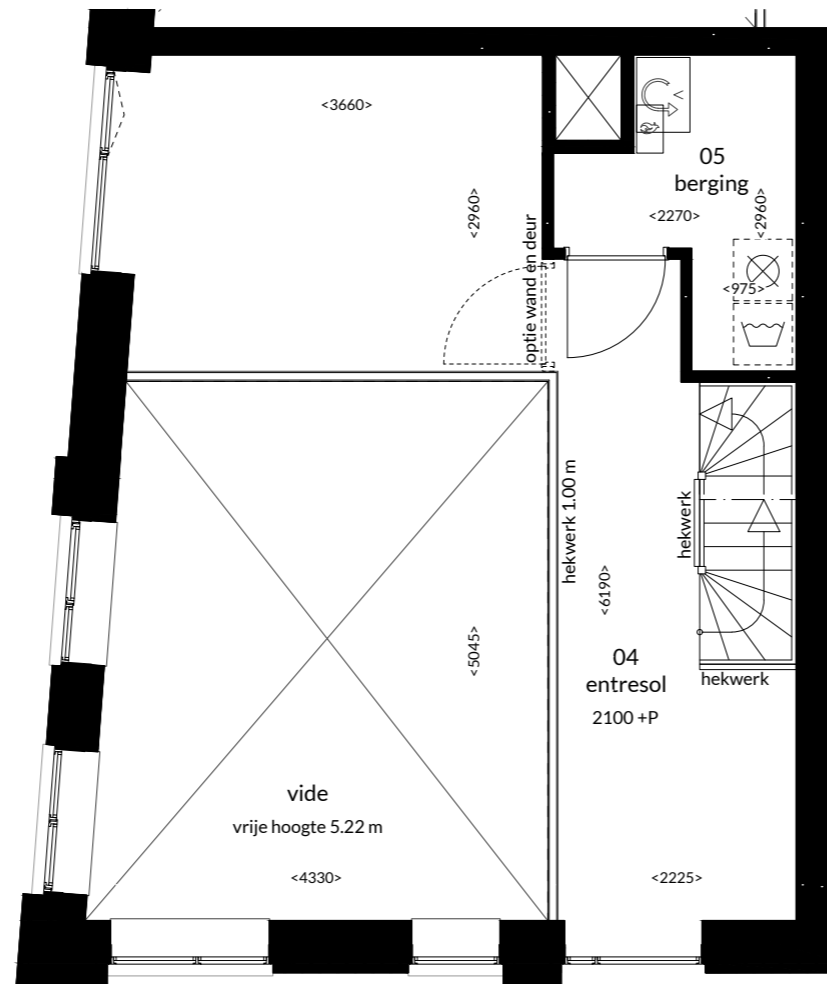 <3660>
05
berging
<2960>
<2270>
<2960>
optie wand en deur
<975>
hekwerk 1.00 m
hekwerk
<6190>
<5045>
04
entresol
2100 +P
hekwerk
vide
vrije hoogte 5.22 m
<4330>
<2225>